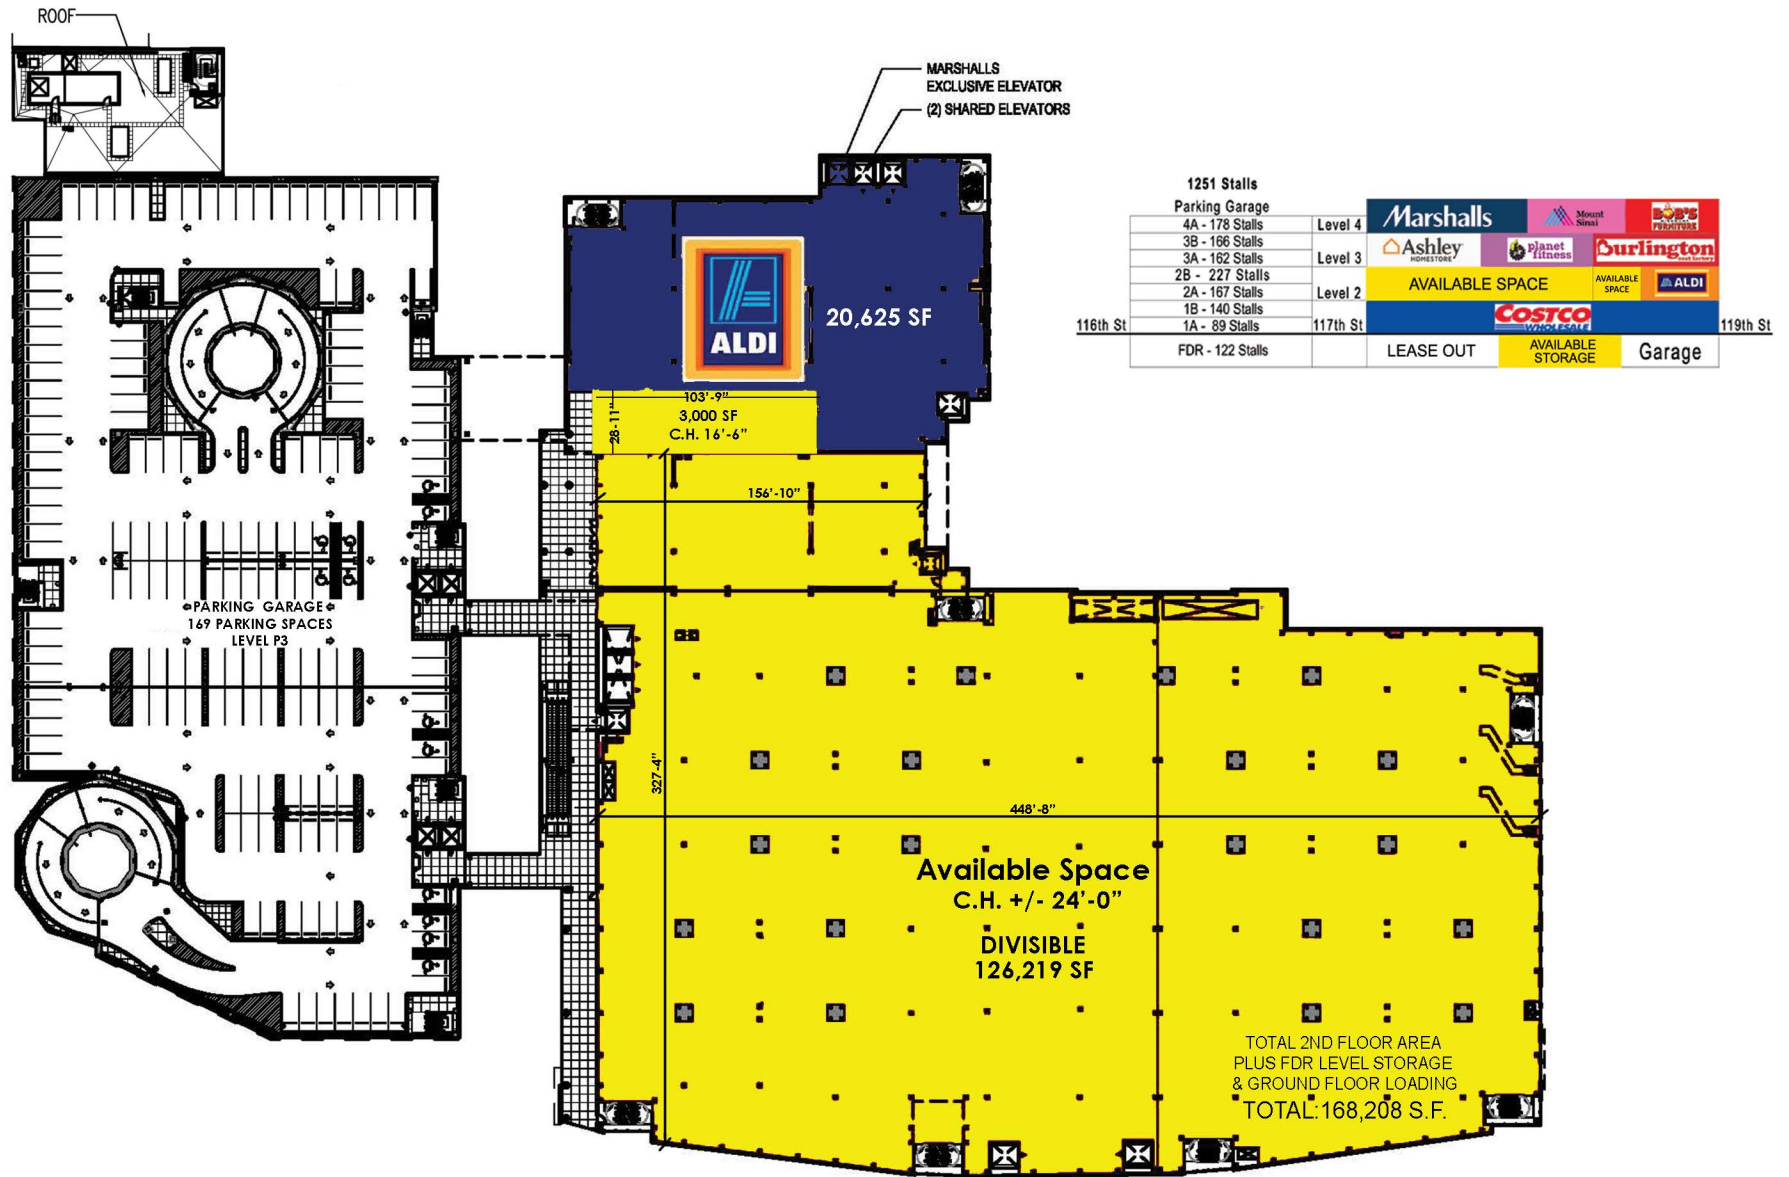 ROOF
MARSHALLS
EXCLUSIVE ELEVATOR
(2) SHARED ELEVATORS
1251 Stalls
Parking Garage
4A - 178 Stalls
3B - 166 Stalls
3A - 162 Stalls
2B - 227 Stalls
2A - 167 Stalls
1B - 140 Stalls
1A - 89 Stalls
FDR - 122 Stalls
Level 4
Level 3
Level 2
116th St
117th St
119th St
Marshalls
Mount
Sinai
BOB'S
FURNITURE
Ashley
HOMESTORE
planet
fitness
Burlington
AVAILABLE SPACE
AVAILABLE
SPACE
ALDI
COSTCO
WHOLESALE
LEASE OUT
AVAILABLE
STORAGE
Garage
ALDI
20,625 SF
103'-9"
28'-11"
3,000 SF
C.H. 16'-6"
156'-10"
PARKING GARAGE
169 PARKING SPACES
LEVEL P3
327'-4"
448'-8"
Available Space
C.H. +/- 24'-0"
DIVISIBLE
126,219 SF
TOTAL 2ND FLOOR AREA
PLUS FDR LEVEL STORAGE
& GROUND FLOOR LOADING
TOTAL:168,208 S.F.